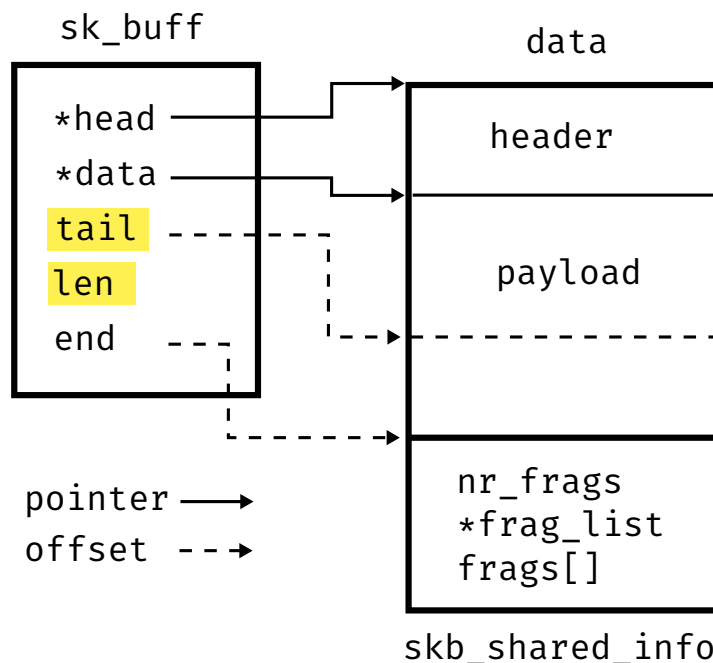 sk_buff
*head
*data
tail
len
end
pointer
offset
data
header
payload
nr_frags
*frag_list
frags[]
skb_shared_info